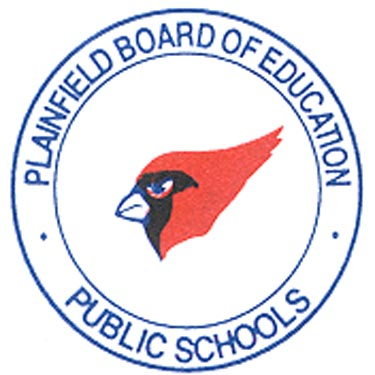 PLAINFIELD BOARD OF EDUCATION
PUBLIC SCHOOLS